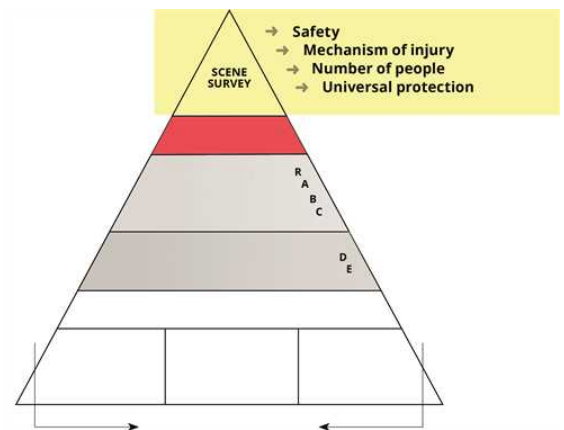 Safety
Mechanism of injury
Number of people
Universal protection
SCENE
SURVEY
R
A
B
C
D
E